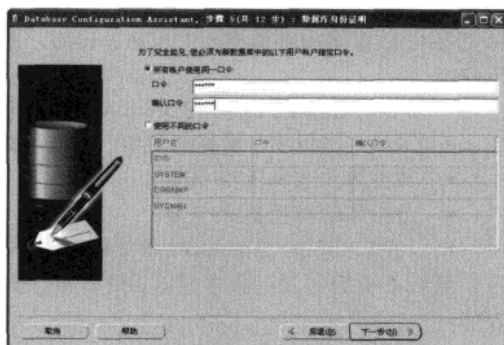 Database Configuration Assistant, 步骤 5(共 12 步) : 数据库身份证明
为了安全起见, 您必须为新数据库中的以下用户帐户指定口令。
所有帐户使用同一口令
口令 ******
确认口令 ******
使用不同的口令
用户名 口令 确认口令
SYS
SYSTEM
DBSNMP
SYSMAN
取消 帮助 后退(B) 下一步(N)